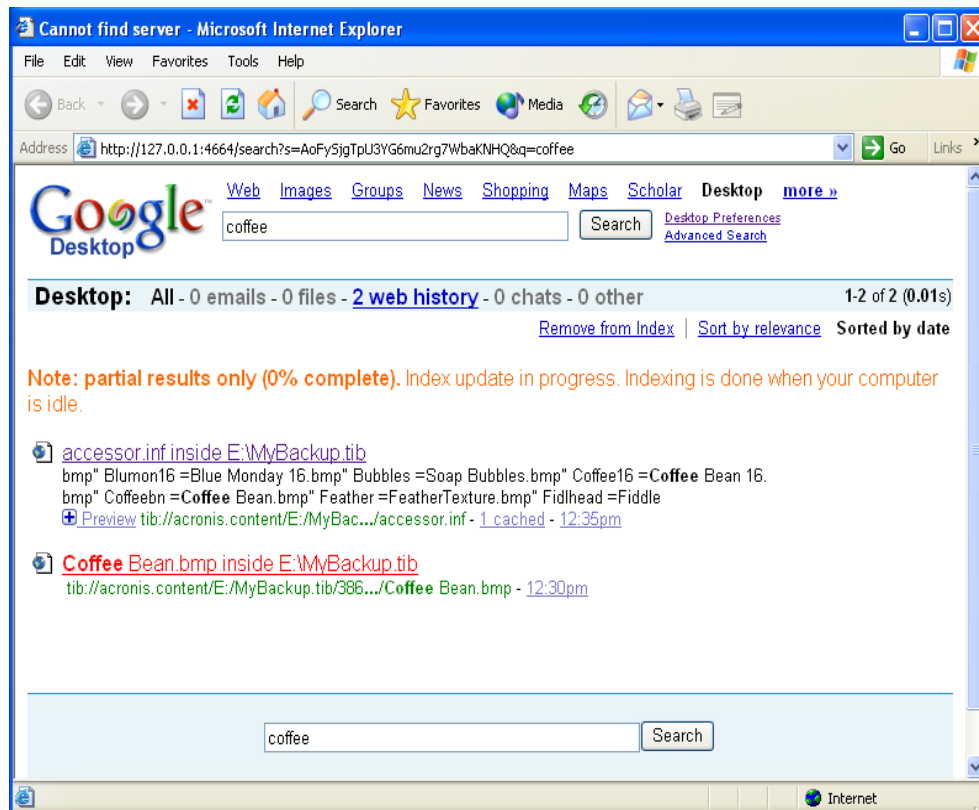 Cannot find server - Microsoft Internet Explorer
File Edit View Favorites Tools Help
Back Search Favorites Media
Address http://127.0.0.1:4664/search?s=AoFySjgTpU3YG6mu2rg7WbaKNHQ&q=coffee Go Links »
Google™ Desktop
Web Images Groups News Shopping Maps Scholar Desktop more »
coffee Search Desktop Preferences
Advanced Search
Desktop: All - 0 emails - 0 files - 2 web history - 0 chats - 0 other 1-2 of 2 (0.01s)
Remove from Index | Sort by relevance Sorted by date
Note: partial results only (0% complete). Index update in progress. Indexing is done when your computer
is idle.
accessor.inf inside E:\MyBackup.tib
bmp" Blumon16 =Blue Monday 16.bmp" Bubbles =Soap Bubbles.bmp" Coffee16 =Coffee Bean 16.
bmp" Coffeebn =Coffee Bean.bmp" Feather =FeatherTexture.bmp" Fidlhead =Fiddle
Preview tib://acronis.content/E:/MyBac.../accessor.inf - 1 cached - 12:35pm
Coffee Bean.bmp inside E:\MyBackup.tib
tib://acronis.content/E:/MyBackup.tib/386.../Coffee Bean.bmp - 12:30pm
coffee Search
Internet